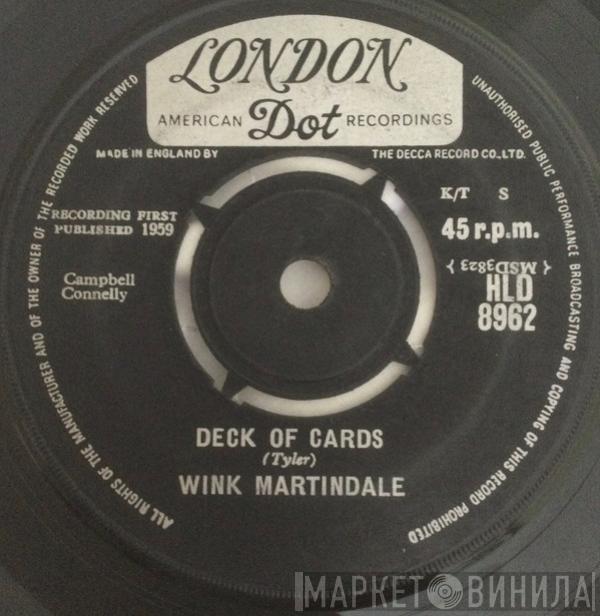 LONDON
AMERICAN Dot RECORDINGS
MADE IN ENGLAND BY THE DECCA RECORD CO., LTD.
RECORDING FIRST
PUBLISHED 1959
Campbell
Connelly
K/T S
45 r.p.m.
{ MSD3823 }
HLD
8962
DECK OF CARDS
(Tyler)
WINK MARTINDALE
ALL RIGHTS OF THE MANUFACTURER AND OF THE OWNER OF THE RECORDED WORK RESERVED
UNAUTHORISED PUBLIC PERFORMANCE BROADCASTING AND COPYING OF THIS RECORD PROHIBITED
МАРКЕТ ВИНИЛА